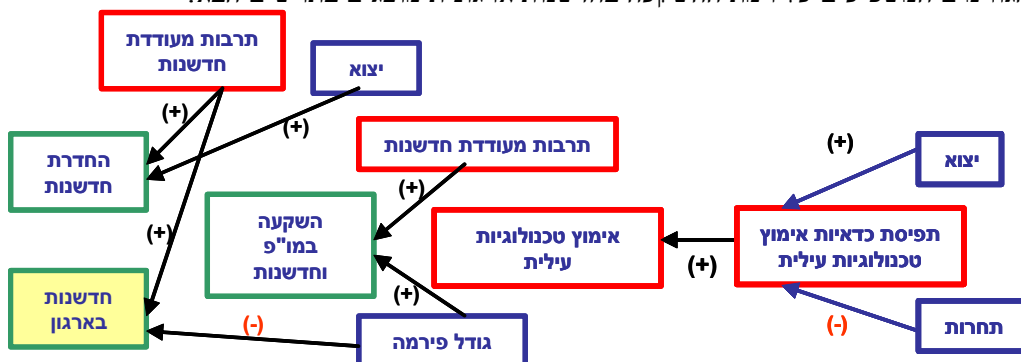 תרבות מעודדת
חדשנות
יצוא
(+)
(+)
החדרת
חדשנות
תרבות מעודדת חדשנות
(+)
יצוא
(+)
השקעה
במו"פ
וחדשנות
אימוץ טכנולוגיות
עילית
(+)
תפיסת כדאיות אימוץ
טכנולוגיות עילית
(+)
(+)
חדשנות
בארגון
(-)
גודל פירמה
(-)
תחרות